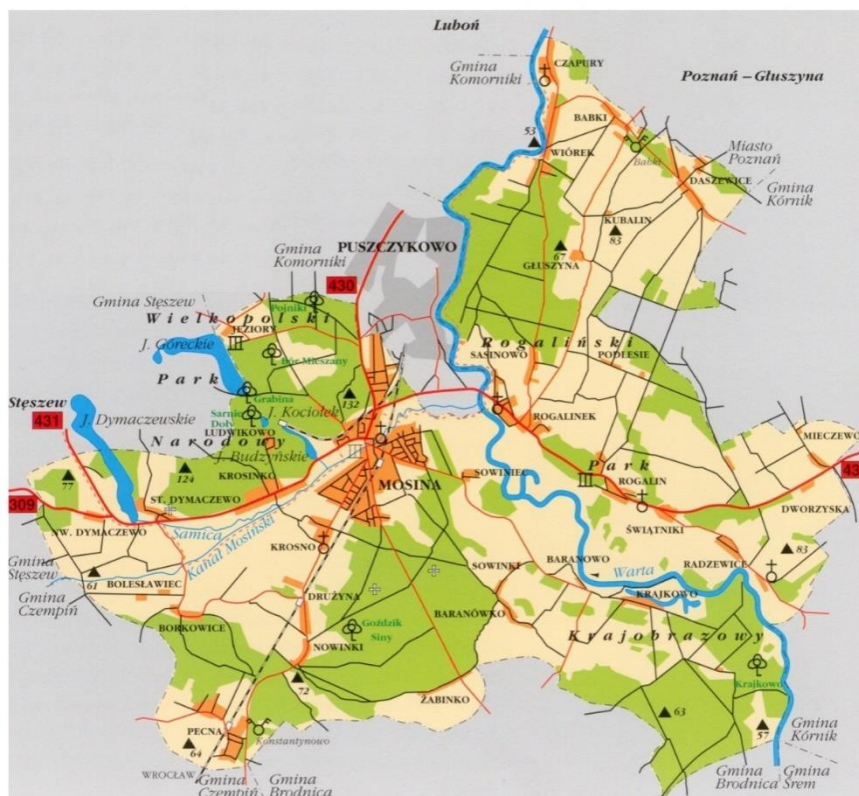 Luboń
Gmina
Komorniki
CZAPURY
Poznań – Głuszyna
BABKI
53
WIÓREK
Babki
Miasto
Poznań
DASZEWICE
Gmina
Kórnik
KUBALIN
83
67
GŁUSZYNA
Gmina
Komorniki
PUSZCZYKOWO
430
Gmina Stęszew
Pojniki
Wielkopolski
JEZIORY
J. Góreckie
Bór Mieszany
Rogaliński
SASINOWO
PODLESIE
Park
Grabina
132
Stęszew
431
J. Dymaczewskie
Sarnie
Doły
J. Kociołek
LUDWIKOWO
Narodowy
J. Budzyńskie
ROGALINEK
MIECZEWO
77
124
KROSINKO
MOSINA
SOWINIEC
Park
ROGALIN
43
309
ST. DYMACZEWO
DWORZYSKA
NW. DYMACZEWO
Samica
Kanał Mosiński
ŚWIĄTNIKI
KROSNO
Gmina
Stęszew
61
BOLESŁAWIEC
SOWINKI
BARANOWO
Warta
RADZEWICE
83
Gmina
Czempiń
DRUŻYNA
KRAJKOWO
BORKOWICE
BARANÓWKO
Goździk
Siny
NOWINKI
Krajobrazowy
72
ŻABINKO
Krajkowo
63
57
PECNA
64
Konstantynowo
WROCŁAW
Gmina
Czempiń
Gmina
Brodnica
Gmina
Kórnik
Gmina
Brodnica
Gmina
Śrem